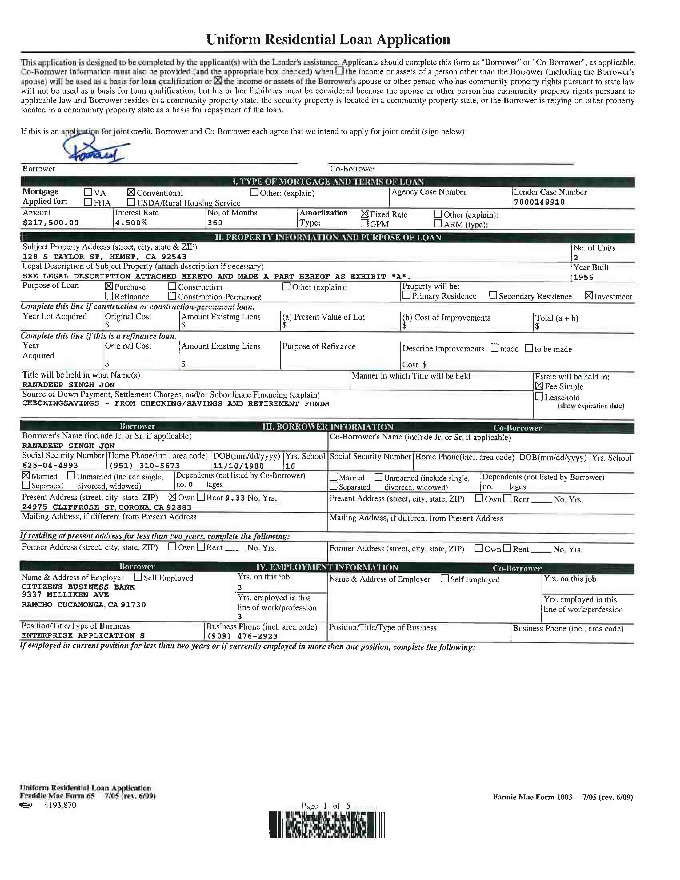 Uniform Residential Loan Application
This application is designed to be completed by the applicant(s) with the Lender's assistance. Applicants should complete this form as "Borrower" or "Co-Borrower", as applicable.
Co-Borrower information must also be provided (and the appropriate box checked) when ☐ the income or assets of a person other than the Borrower (including the Borrower's
spouse) will be used as a basis for loan qualification or ☒ the income or assets of the Borrower's spouse or other person who has community property rights pursuant to state law
will not be used as a basis for loan qualification, but his or her liabilities must be considered because the spouse or other person has community property rights pursuant to
applicable law and Borrower resides in a community property state, the security property is located in a community property state, or the Borrower is relying on other property
located in a community property state as a basis for repayment of the loan.
If this is an application for joint credit, Borrower and Co-Borrower each agree that we intend to apply for joint credit (sign below):
Borrower Co-Borrower
I. TYPE OF MORTGAGE AND TERMS OF LOAN
Mortgage ☐ VA ☒ Conventional ☐ Other (explain) Agency Case Number Lender Case Number
Applied for: ☐ FHA ☐ USDA/Rural Housing Service 7800149918
Amount Interest Rate No. of Months Amortization ☒ Fixed Rate ☐ Other (explain):
$217,500.00 4.500% 360 Type: ☐ GPM ☐ ARM (type):
II. PROPERTY INFORMATION AND PURPOSE OF LOAN
Subject Property Address (street, city, state & ZIP) No. of Units
128 S TAYLOR ST, HEMET, CA 92543 2
Legal Description of Subject Property (attach description if necessary) Year Built
SEE LEGAL DESCRIPTION ATTACHED HERETO AND MADE A PART HEREOF AS EXHIBIT "A". 1956
Purpose of Loan ☒ Purchase ☐ Construction ☐ Other (explain) Property will be:
☐ Refinance ☐ Construction-Permanent ☐ Primary Residence ☐ Secondary Residence ☒ Investment
Complete this line if construction or construction-permanent loan.
Year Lot Acquired Original Cost Amount Existing Liens (a) Present Value of Lot (b) Cost of Improvements Total (a + b)
$ $ $ $ $
Complete this line if this is a refinance loan.
Year Original Cost Amount Existing Liens Purpose of Refinance Describe Improvements ☐ made ☐ to be made
Acquired
$ $ Cost: $
Title will be held in what Name(s) Manner in which Title will be held Estate will be held in:
RANADEEP SINGH JON ☒ Fee Simple
Source of Down Payment, Settlement Charges, and/or Subordinate Financing (explain) ☐ Leasehold
CHECKINGSAVINGS - FROM CHECKING/SAVINGS AND RETIREMENT FUNDS (show expiration date)
Borrower III. BORROWER INFORMATION Co-Borrower
Borrower's Name (include Jr. or Sr. if applicable) Co-Borrower's Name (include Jr. or Sr. if applicable)
RANADEEP SINGH JON
Social Security Number Home Phone (incl. area code) DOB (mm/dd/yyyy) Yrs. School Social Security Number Home Phone (incl. area code) DOB (mm/dd/yyyy) Yrs. School
625-04-4993 (951) 310-5673 11/10/1980 16
☒ Married ☐ Unmarried (include single, Dependents (not listed by Co-Borrower) ☐ Married ☐ Unmarried (include single, Dependents (not listed by Borrower)
☐ Separated divorced, widowed) no. 0 ages ☐ Separated divorced, widowed) no. ages
Present Address (street, city, state, ZIP) ☒ Own ☐ Rent 9.33 No. Yrs. Present Address (street, city, state, ZIP) ☐ Own ☐ Rent ____ No. Yrs.
24975 CLIFFROSE ST, CORONA, CA 92883
Mailing Address, if different from Present Address Mailing Address, if different from Present Address
If residing at present address for less than two years, complete the following:
Former Address (street, city, state, ZIP) ☐ Own ☐ Rent ____ No. Yrs. Former Address (street, city, state, ZIP) ☐ Own ☐ Rent ____ No. Yrs.
Borrower IV. EMPLOYMENT INFORMATION Co-Borrower
Name & Address of Employer ☐ Self Employed Yrs. on this job Name & Address of Employer ☐ Self Employed Yrs. on this job
CITIZENS BUSINESS BANK 3
9337 MILLIKEN AVE Yrs. employed in this Yrs. employed in this
RANCHO CUCAMONGA, CA 91730 line of work/profession line of work/profession
3
Position/Title/Type of Business Business Phone (incl. area code) Position/Title/Type of Business Business Phone (incl. area code)
ENTERPRISE APPLICATION S (909) 476-2923
If employed in current position for less than two years or if currently employed in more than one position, complete the following:
Uniform Residential Loan Application
Freddie Mac Form 65 7/05 (rev. 6/09) Fannie Mae Form 1003 7/05 (rev. 6/09)
4193.870 Page 1 of 5